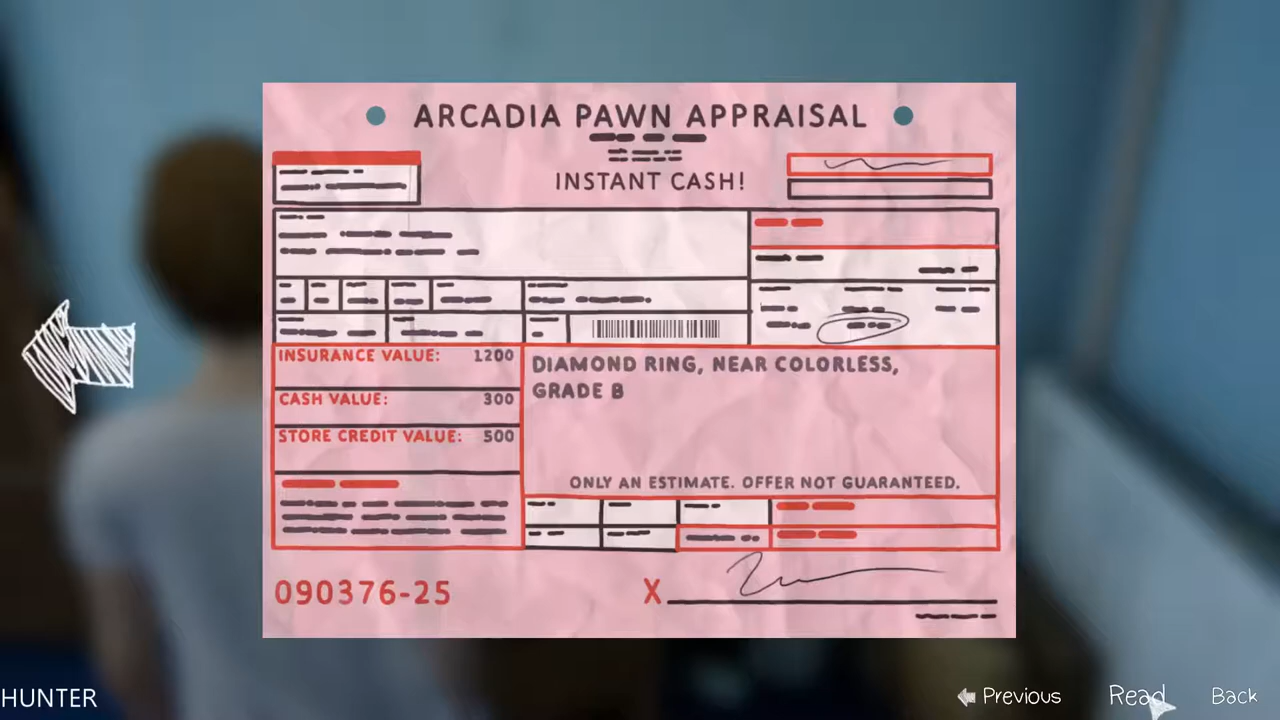 ARCADIA PAWN APPRAISAL
INSTANT CASH!
INSURANCE VALUE: 1200
CASH VALUE: 300
STORE CREDIT VALUE: 500
DIAMOND RING, NEAR COLORLESS,
GRADE B
ONLY AN ESTIMATE. OFFER NOT GUARANTEED.
090376-25
X
HUNTER
Previous
Read
Back